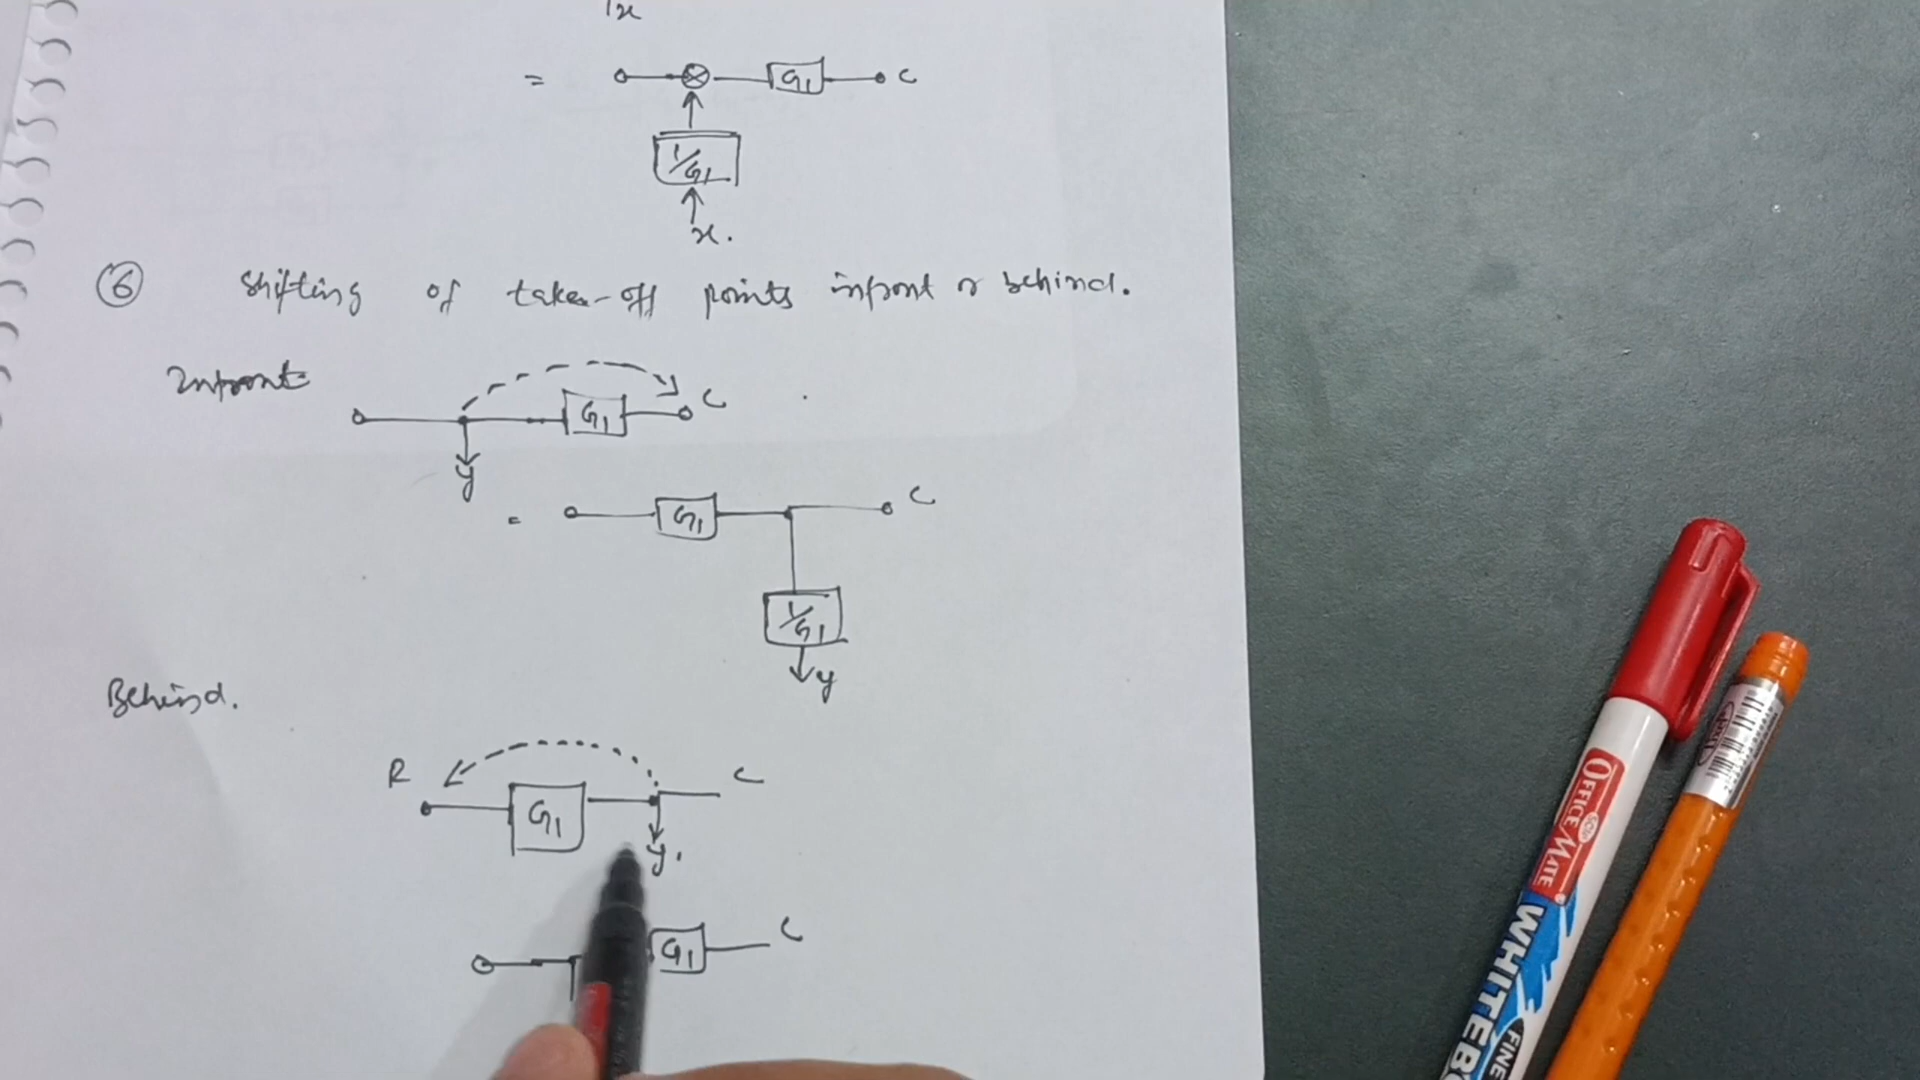 x
= G1 C
1/G1
x.
6 Shifting of take-off points infront or behind.
Infront
G1 C
y
= G1 C
1/G1
y
Behind.
R G1 C
y.
G1 C
OFFICE MATE
WHITEB
FINE